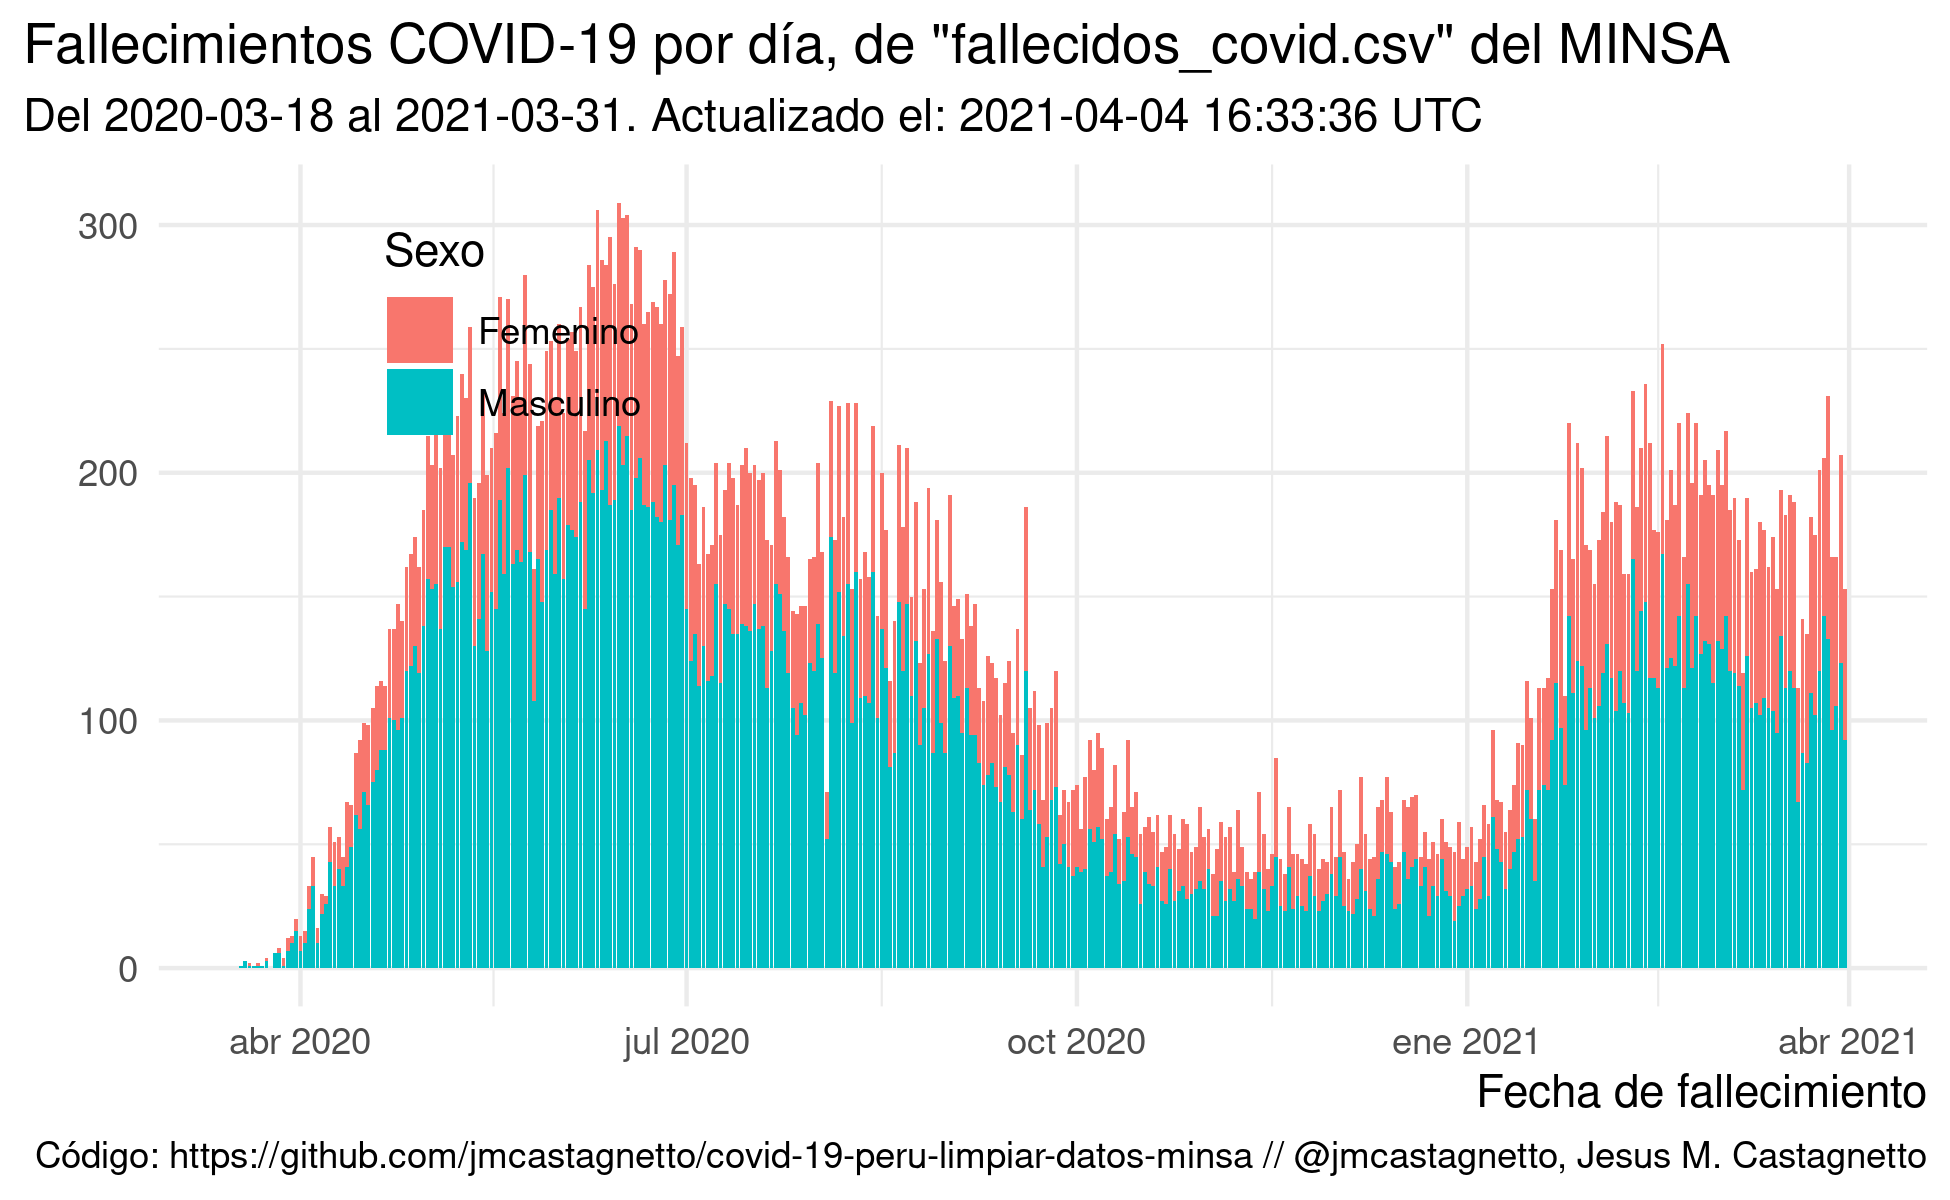 Fallecimientos COVID-19 por día, de "fallecidos_covid.csv" del MINSA
Del 2020-03-18 al 2021-03-31. Actualizado el: 2021-04-04 16:33:36 UTC
300
200
100
0
Sexo
Femenino
Masculino
abr 2020
jul 2020
oct 2020
ene 2021
abr 2021
Fecha de fallecimiento
Código: https://github.com/jmcastagnetto/covid-19-peru-limpiar-datos-minsa // @jmcastagnetto, Jesus M. Castagnetto